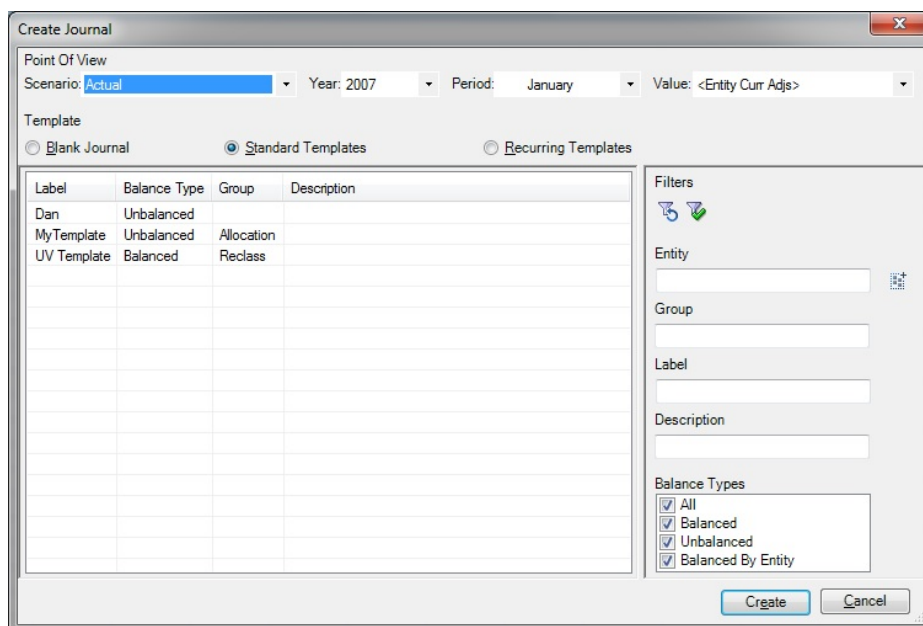 Create Journal
Point Of View
Scenario: Actual Year: 2007 Period: January Value: <Entity Curr Adjs>
Template
Blank Journal Standard Templates Recurring Templates
Label Balance Type Group Description
Dan Unbalanced
MyTemplate Unbalanced Allocation
UV Template Balanced Reclass
Filters
Entity
Group
Label
Description
Balance Types
All
Balanced
Unbalanced
Balanced By Entity
Create Cancel